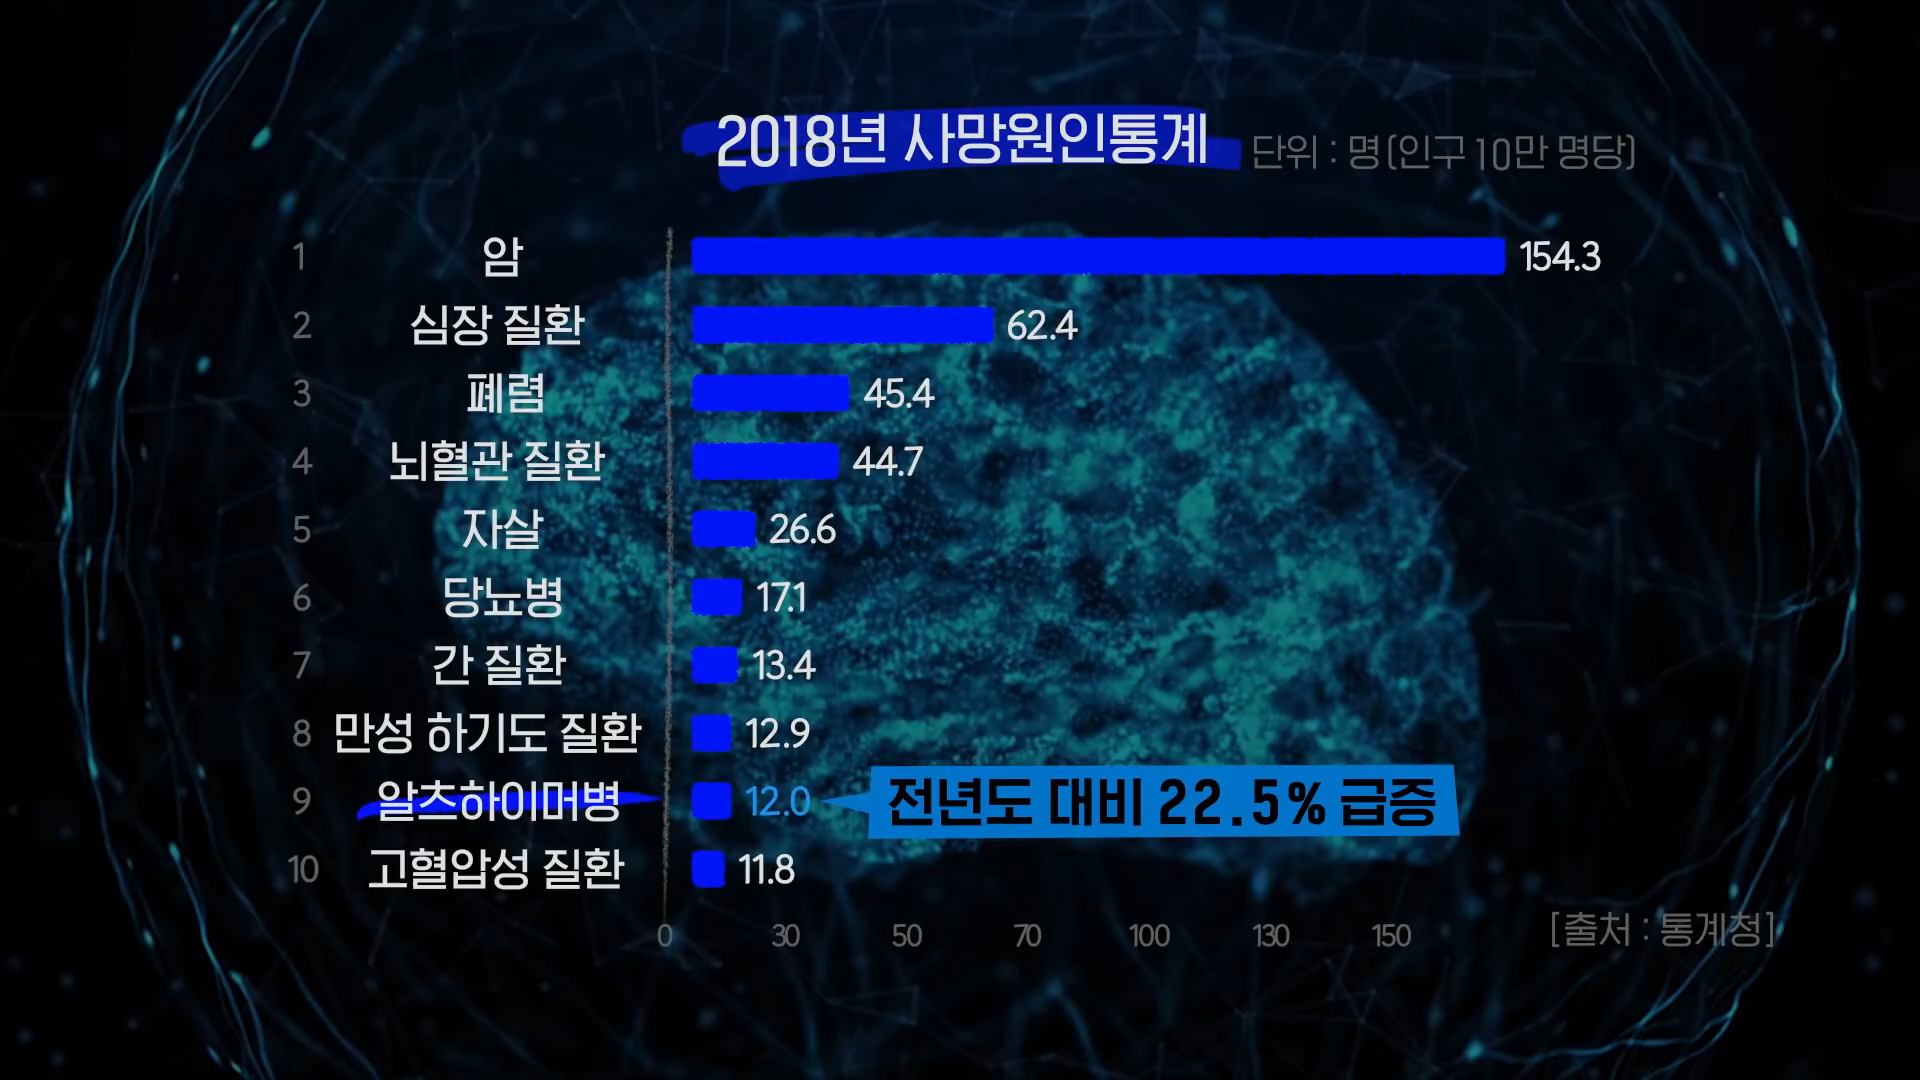 2018년 사망원인통계 단위 : 명(인구 10만 명당)
1 암 154.3
2 심장 질환 62.4
3 폐렴 45.4
4 뇌혈관 질환 44.7
5 자살 26.6
6 당뇨병 17.1
7 간 질환 13.4
8 만성 하기도 질환 12.9
9 알츠하이머병 12.0 전년도 대비 22.5% 급증
10 고혈압성 질환 11.8
0 30 50 70 100 130 150
[출처 : 통계청]